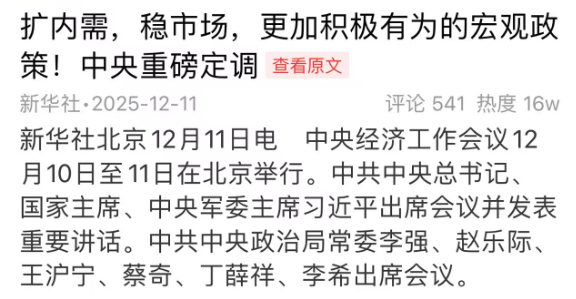 扩内需，稳市场，更加积极有为的宏观政
策！中央重磅定调 查看原文
新华社·2025-12-11 评论 541 热度 16w
新华社北京12月11日电　中央经济工作会议12
月10日至11日在北京举行。中共中央总书记、
国家主席、中央军委主席习近平出席会议并发表
重要讲话。中共中央政治局常委李强、赵乐际、
王沪宁、蔡奇、丁薛祥、李希出席会议。